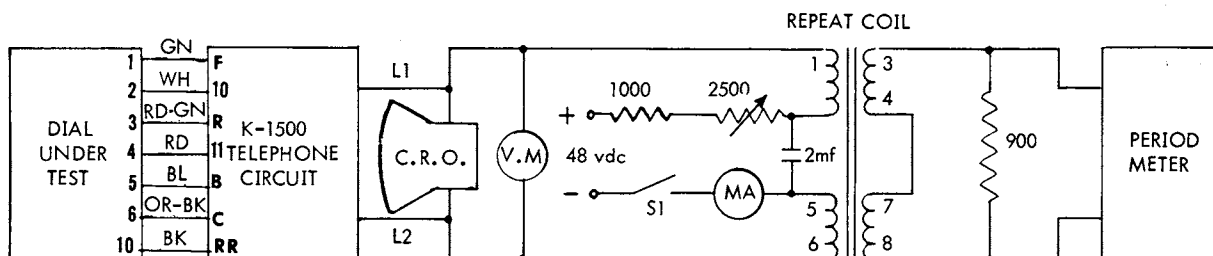 REPEAT COIL
GN
1 F
WH
2 10
RD-GN
3 R
RD
4 11
BL
5 B
OR-BK
6 C
BK
10 RR
DIAL
UNDER
TEST
K-1500
TELEPHONE
CIRCUIT
L1
C.R.O.
L2
V.M
1000
2500
+
48 vdc
-
S1
MA
2mf
1
5
6
3
4
7
8
900
PERIOD
METER